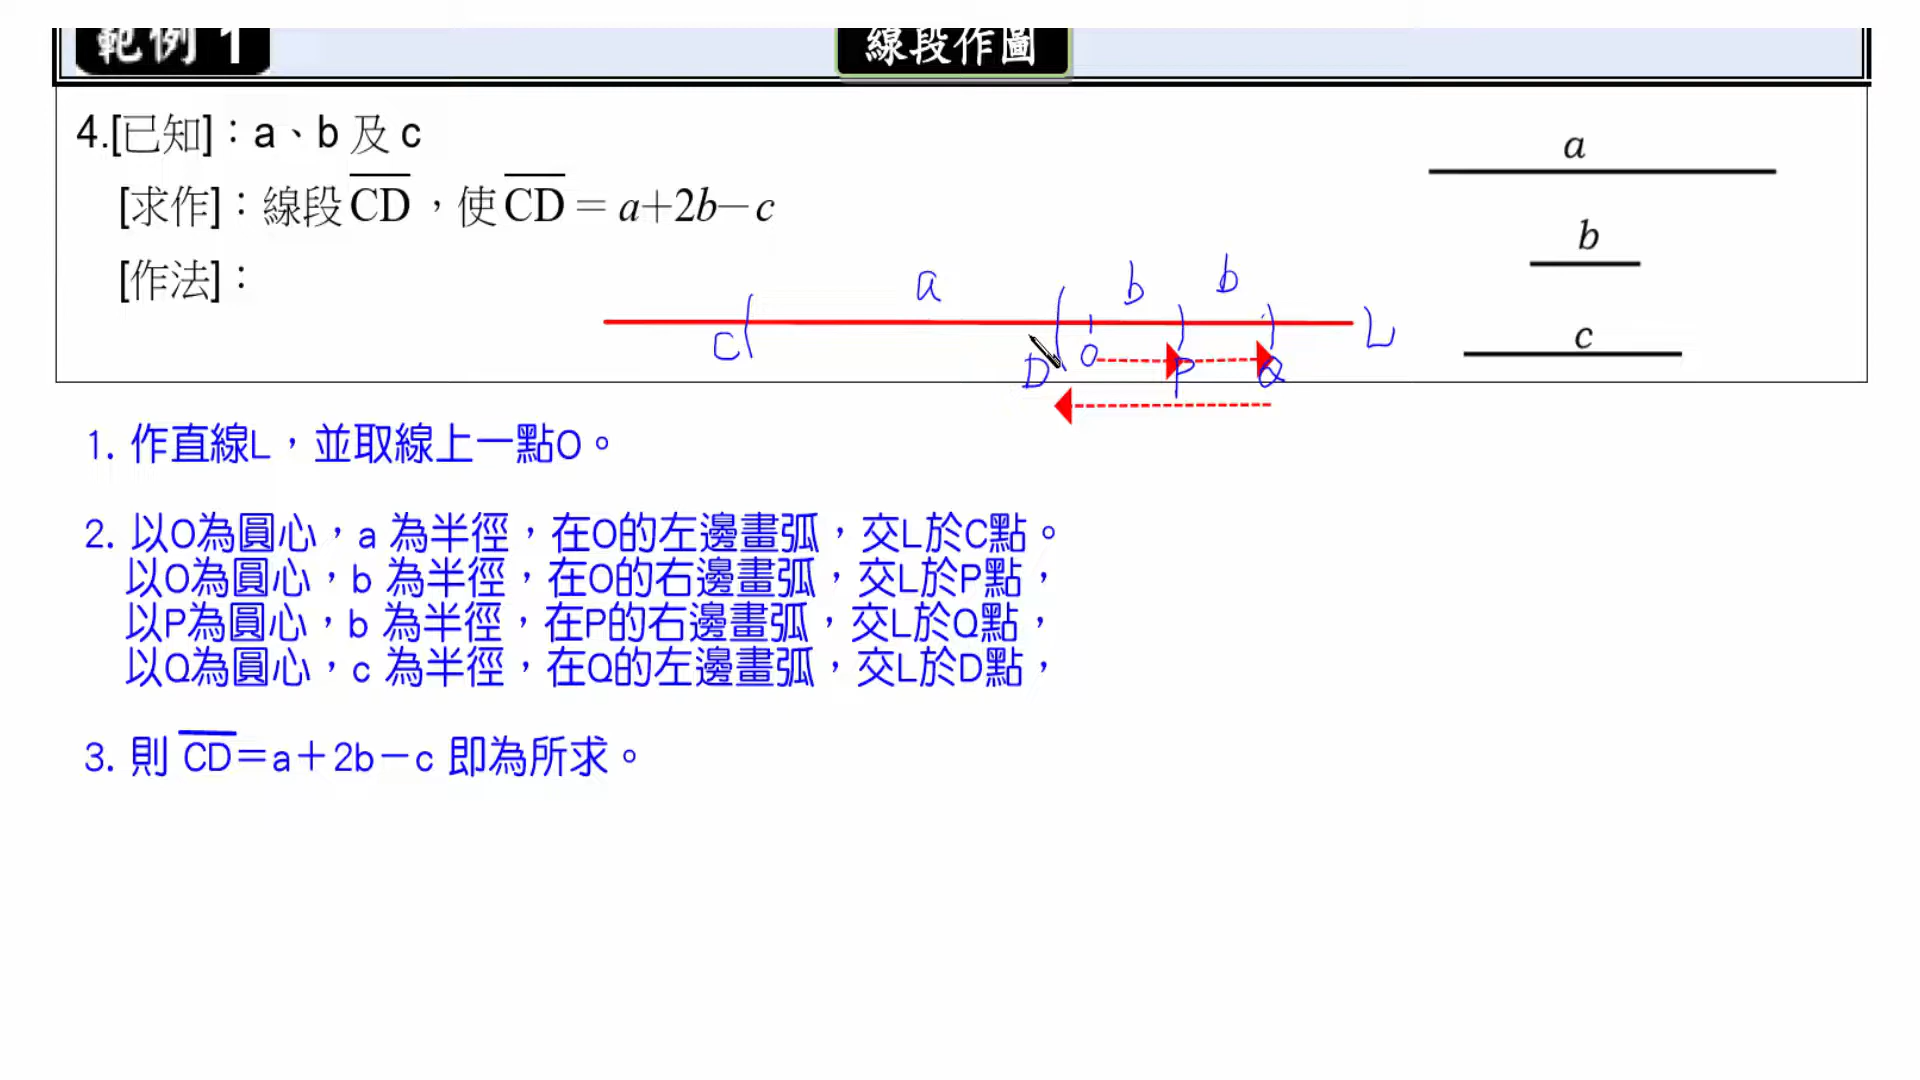 範例 1
線段作圖
4.[已知]：a、b 及 c
[求作]：線段 CD，使 CD = a+2b−c
[作法]：
a
b
c
a b b
C D O P Q L
1. 作直線L，並取線上一點O。
2. 以O為圓心，a 為半徑，在O的左邊畫弧，交L於C點。
以O為圓心，b 為半徑，在O的右邊畫弧，交L於P點，
以P為圓心，b 為半徑，在P的右邊畫弧，交L於Q點，
以Q為圓心，c 為半徑，在Q的左邊畫弧，交L於D點，
3. 則 CD＝a＋2b－c 即為所求。